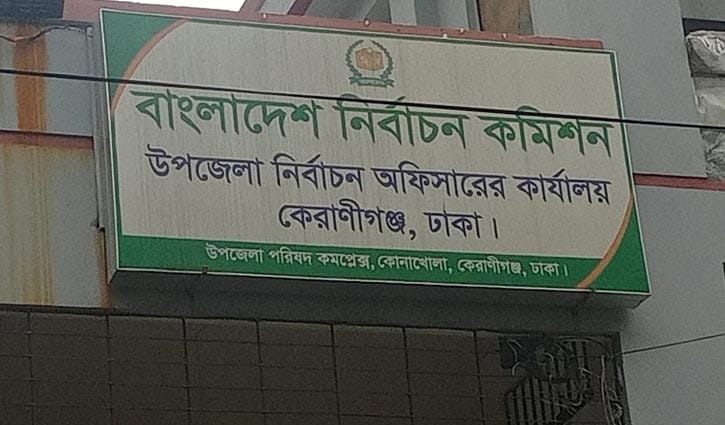 বাংলাদেশ নির্বাচন কমিশন
উপজেলা নির্বাচন অফিসারের কার্যালয়
কেরাণীগঞ্জ, ঢাকা।
উপজেলা পরিষদ কমপ্লেক্স, কোনাখোলা, কেরাণীগঞ্জ, ঢাকা।